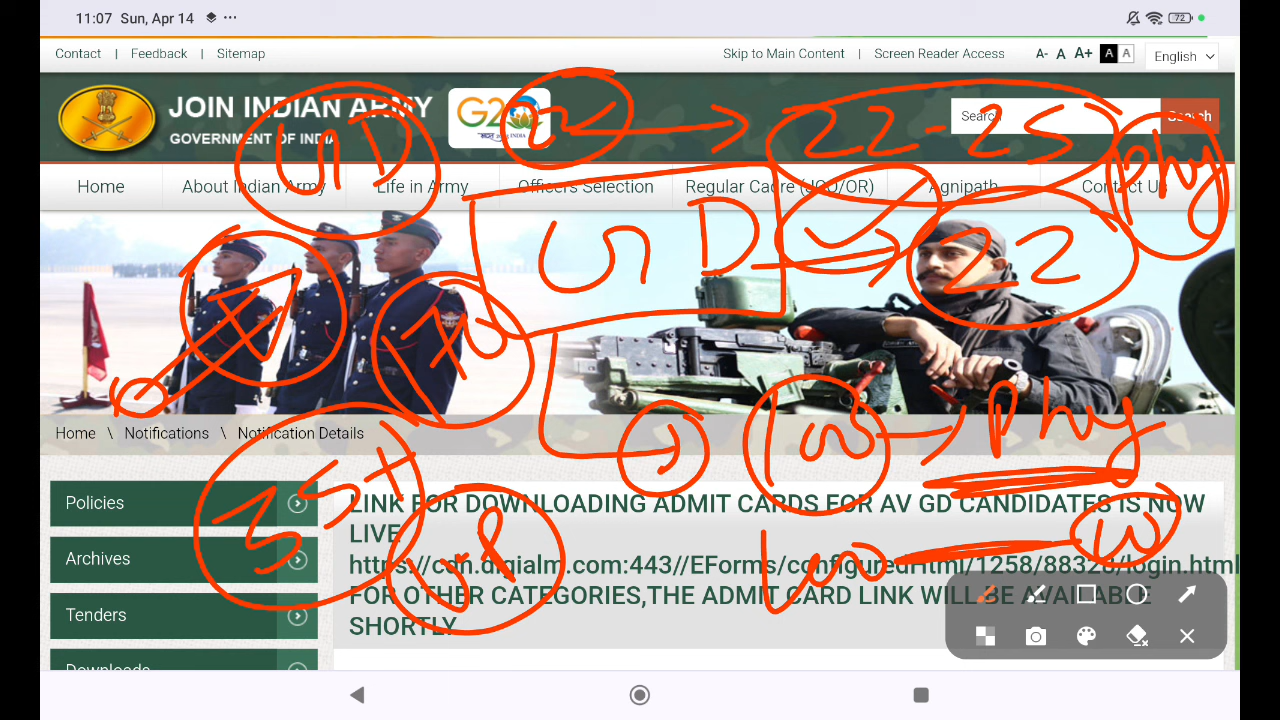 11:07 Sun, Apr 14
72
Contact | Feedback | Sitemap
Skip to Main Content | Screen Reader Access
A- A A+ A A
English
JOIN INDIAN ARMY
GOVERNMENT OF INDIA
G20
Search
Search
22-25
phy
GD
Home
About Indian Army
Life in Army
Officers Selection
Regular Cadre (JCO/OR)
Agnipath
Contact Us
GD
22
Phy
Home \ Notifications \ Notification Details
Policies
Archives
Tenders
Downloads
LINK FOR DOWNLOADING ADMIT CARDS FOR AV GD CANDIDATES IS NOW
LIVE
https://cdn.digialm.com:443//EForms/configuredHtml/1258/88328/login.html
FOR OTHER CATEGORIES,THE ADMIT CARD LINK WILL BE AVAILABLE
SHORTLY